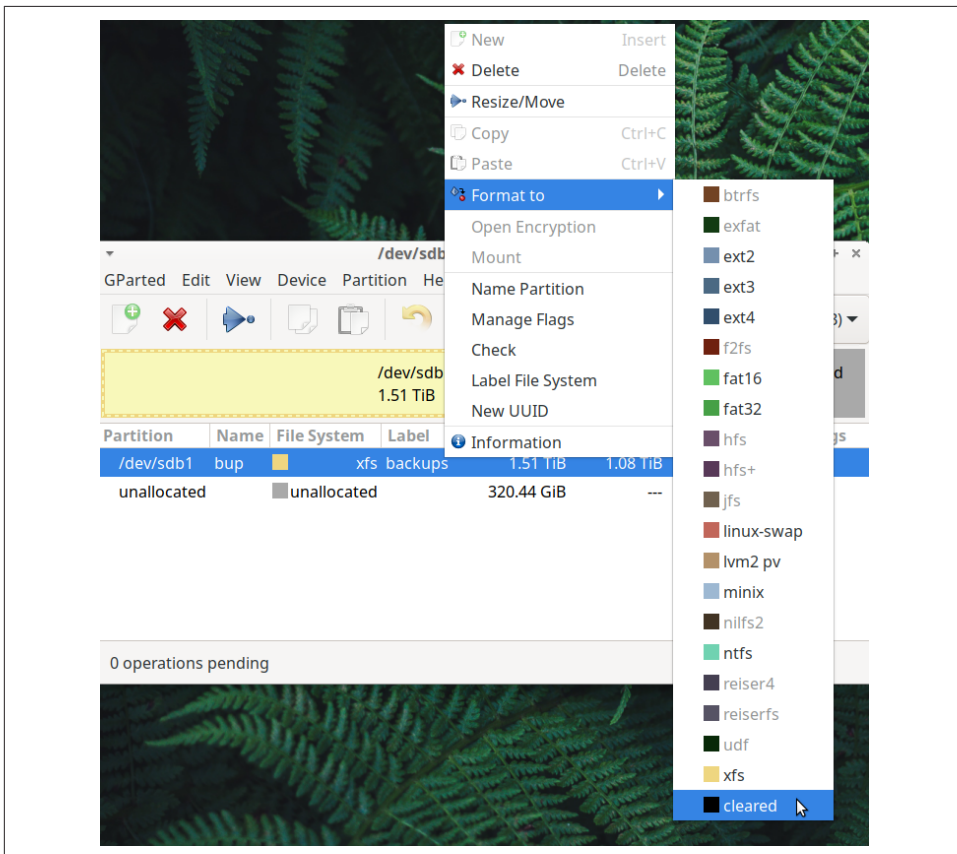 New Insert
Delete Delete
Resize/Move
Copy Ctrl+C
Paste Ctrl+V
Format to
Open Encryption
Mount
Name Partition
Manage Flags
Check
Label File System
New UUID
Information
btrfs
exfat
ext2
ext3
ext4
f2fs
fat16
fat32
hfs
hfs+
jfs
linux-swap
lvm2 pv
minix
nilfs2
ntfs
reiser4
reiserfs
udf
xfs
cleared
/dev/sdb
GParted Edit View Device Partition He
/dev/sdb
1.51 TiB
Partition Name File System Label
/dev/sdb1 bup xfs backups 1.51 TiB 1.08 TiB
unallocated unallocated 320.44 GiB ---
0 operations pending